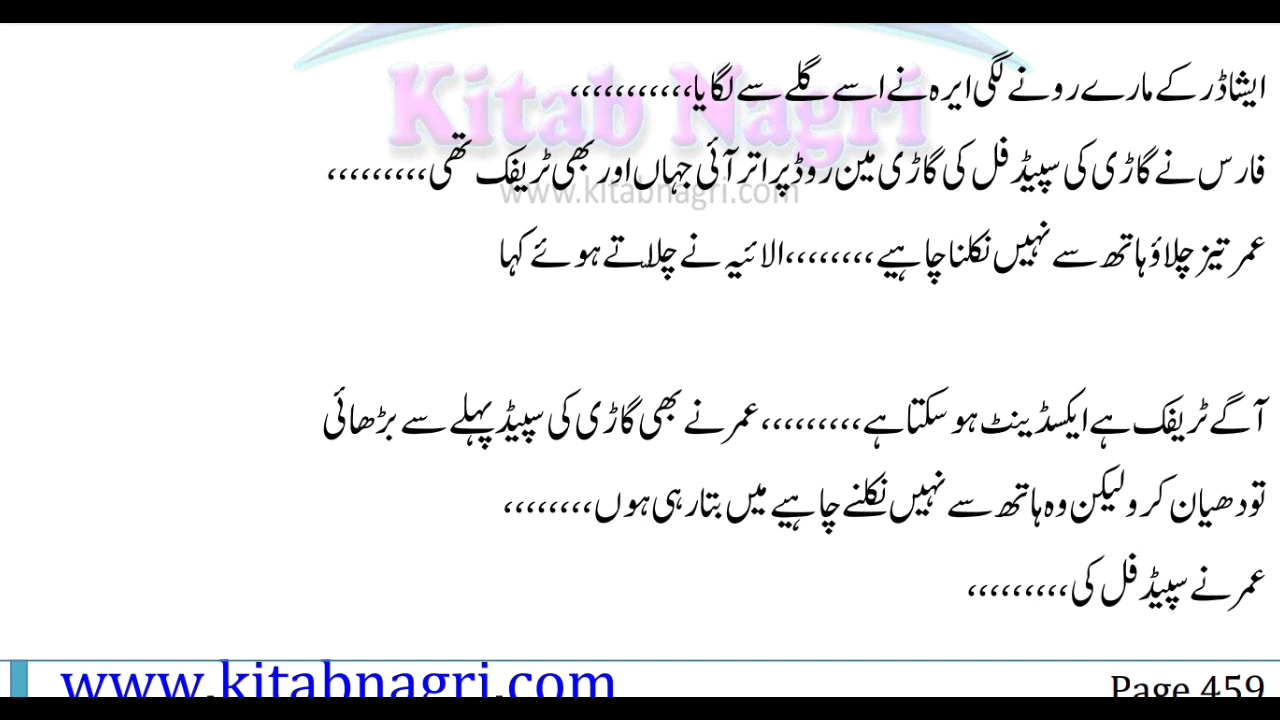 Kitab Nagri
ایشا ڈر کے مارے رونے لگی ایرہ نے اسے گلے سے لگایا،،،،،،،،،،،
فارس نے گاڑی کی سپیڈ فل کی گاڑی مین روڈ پر اتر آئی جہاں اور بھی ٹریفک تھی،،،،،،،،،
www.kitabnagri.com
عمر تیز چلاؤ ہاتھ سے نہیں نکلنا چاہیے،،،،،،،،الائیہ نے چلاتے ہوئے کہا
آگے ٹریفک ہے ایکسڈینٹ ہو سکتا ہے،،،،،،،،،عمر نے بھی گاڑی کی سپیڈ پہلے سے بڑھائی
تو دھیان کرو لیکن وہ ہاتھ سے نہیں نکلنے چاہیے میں بتا رہی ہوں،،،،،،،،
عمر نے سپیڈ فل کی،،،،،،،،،
www.kitabnagri.com
Page 459